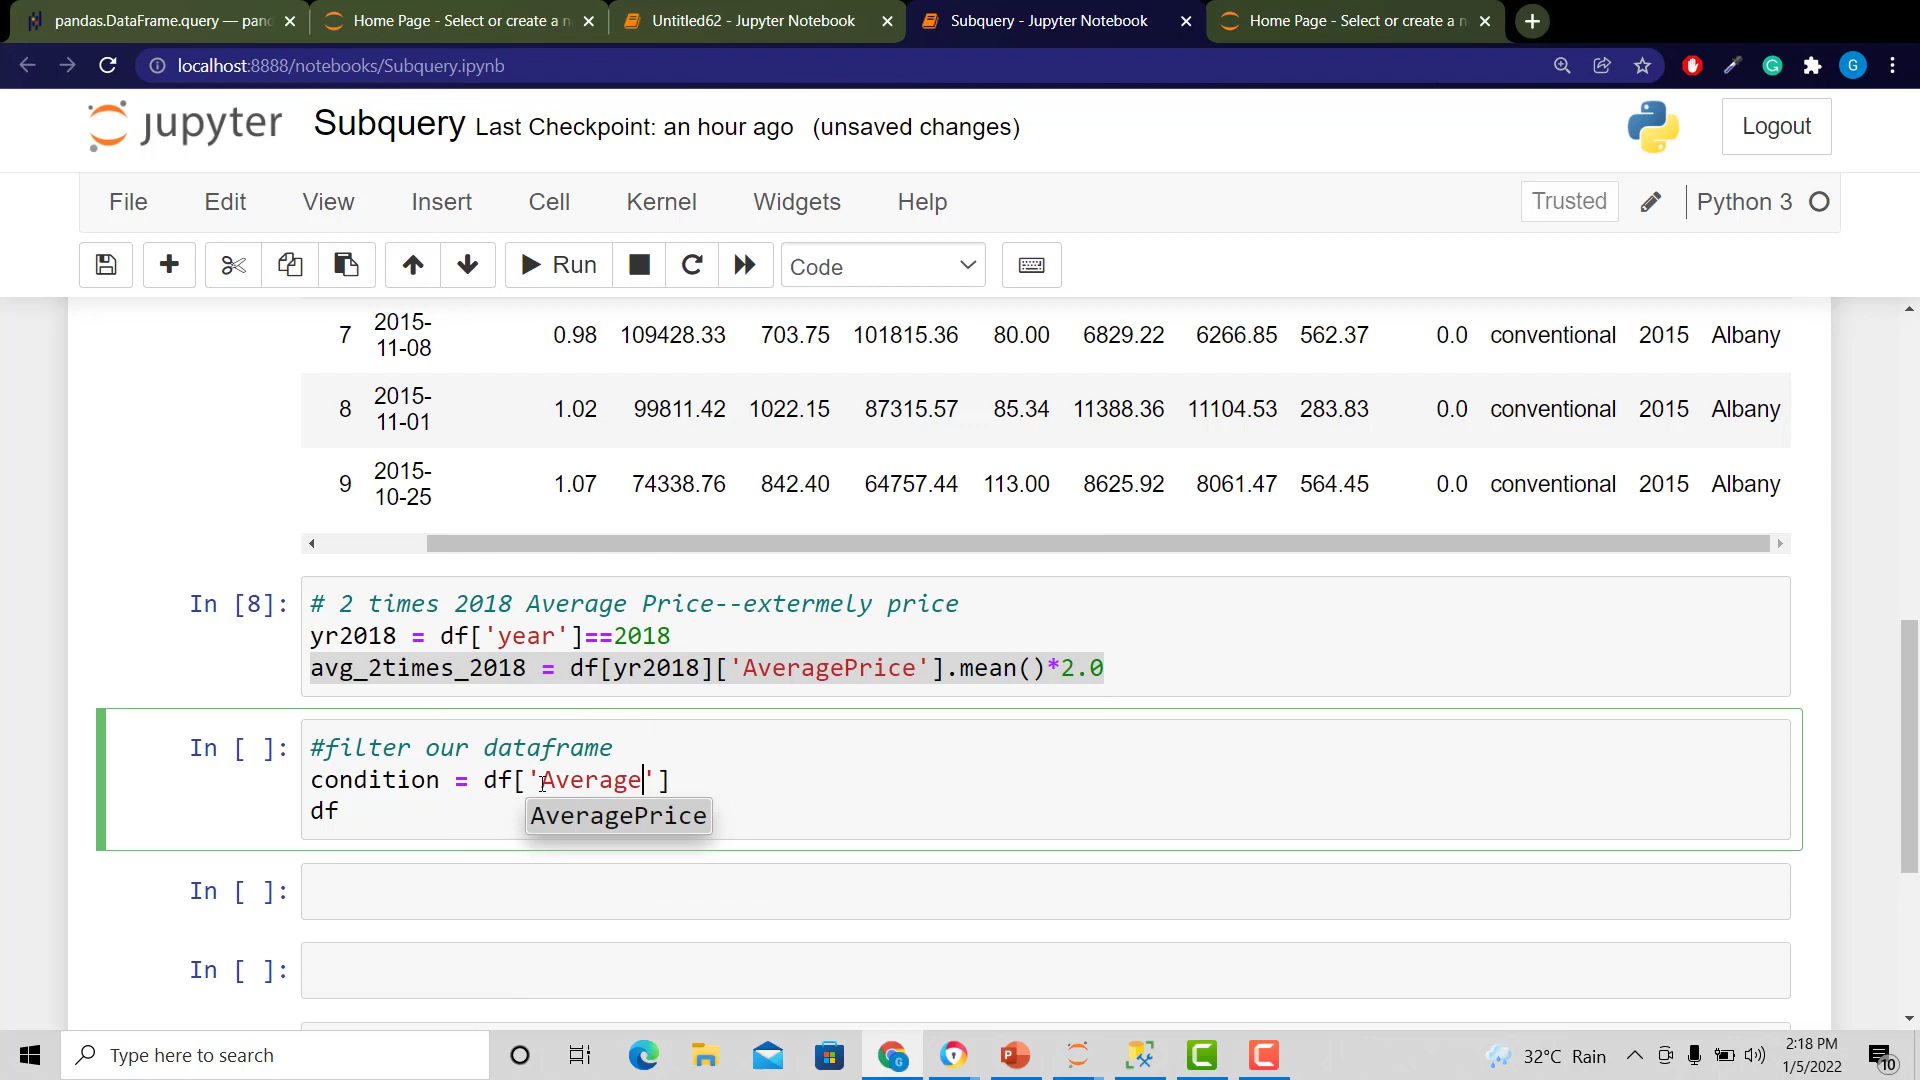 pandas.DataFrame.query — pand
Home Page - Select or create a n
Untitled62 - Jupyter Notebook
Subquery - Jupyter Notebook
Home Page - Select or create a n
localhost:8888/notebooks/Subquery.ipynb
G
jupyter Subquery Last Checkpoint: an hour ago (unsaved changes)
Logout
File Edit View Insert Cell Kernel Widgets Help
Trusted
Python 3
Run
Code
7 2015-11-08 0.98 109428.33 703.75 101815.36 80.00 6829.22 6266.85 562.37 0.0 conventional 2015 Albany
8 2015-11-01 1.02 99811.42 1022.15 87315.57 85.34 11388.36 11104.53 283.83 0.0 conventional 2015 Albany
9 2015-10-25 1.07 74338.76 842.40 64757.44 113.00 8625.92 8061.47 564.45 0.0 conventional 2015 Albany
In [8]: # 2 times 2018 Average Price--extermely price
yr2018 = df['year']==2018
avg_2times_2018 = df[yr2018]['AveragePrice'].mean()*2.0
In [ ]: #filter our dataframe
condition = df['Average']
df
AveragePrice
In [ ]:
In [ ]:
Type here to search
32°C Rain
2:18 PM
1/5/2022
10